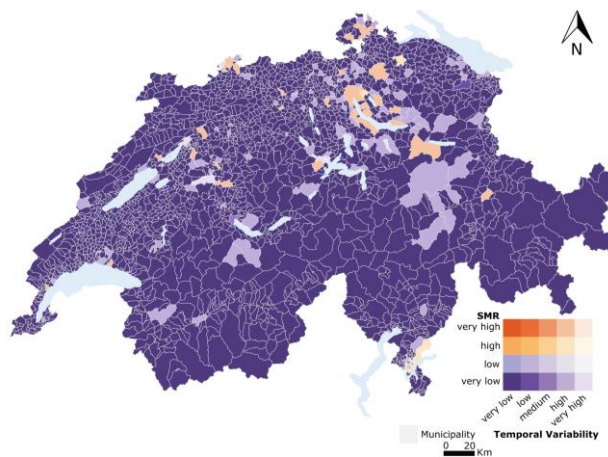 N
SMR
very high
high
low
very low
very low
low
medium
high
very high
Municipality
Temporal Variability
0 20
Km